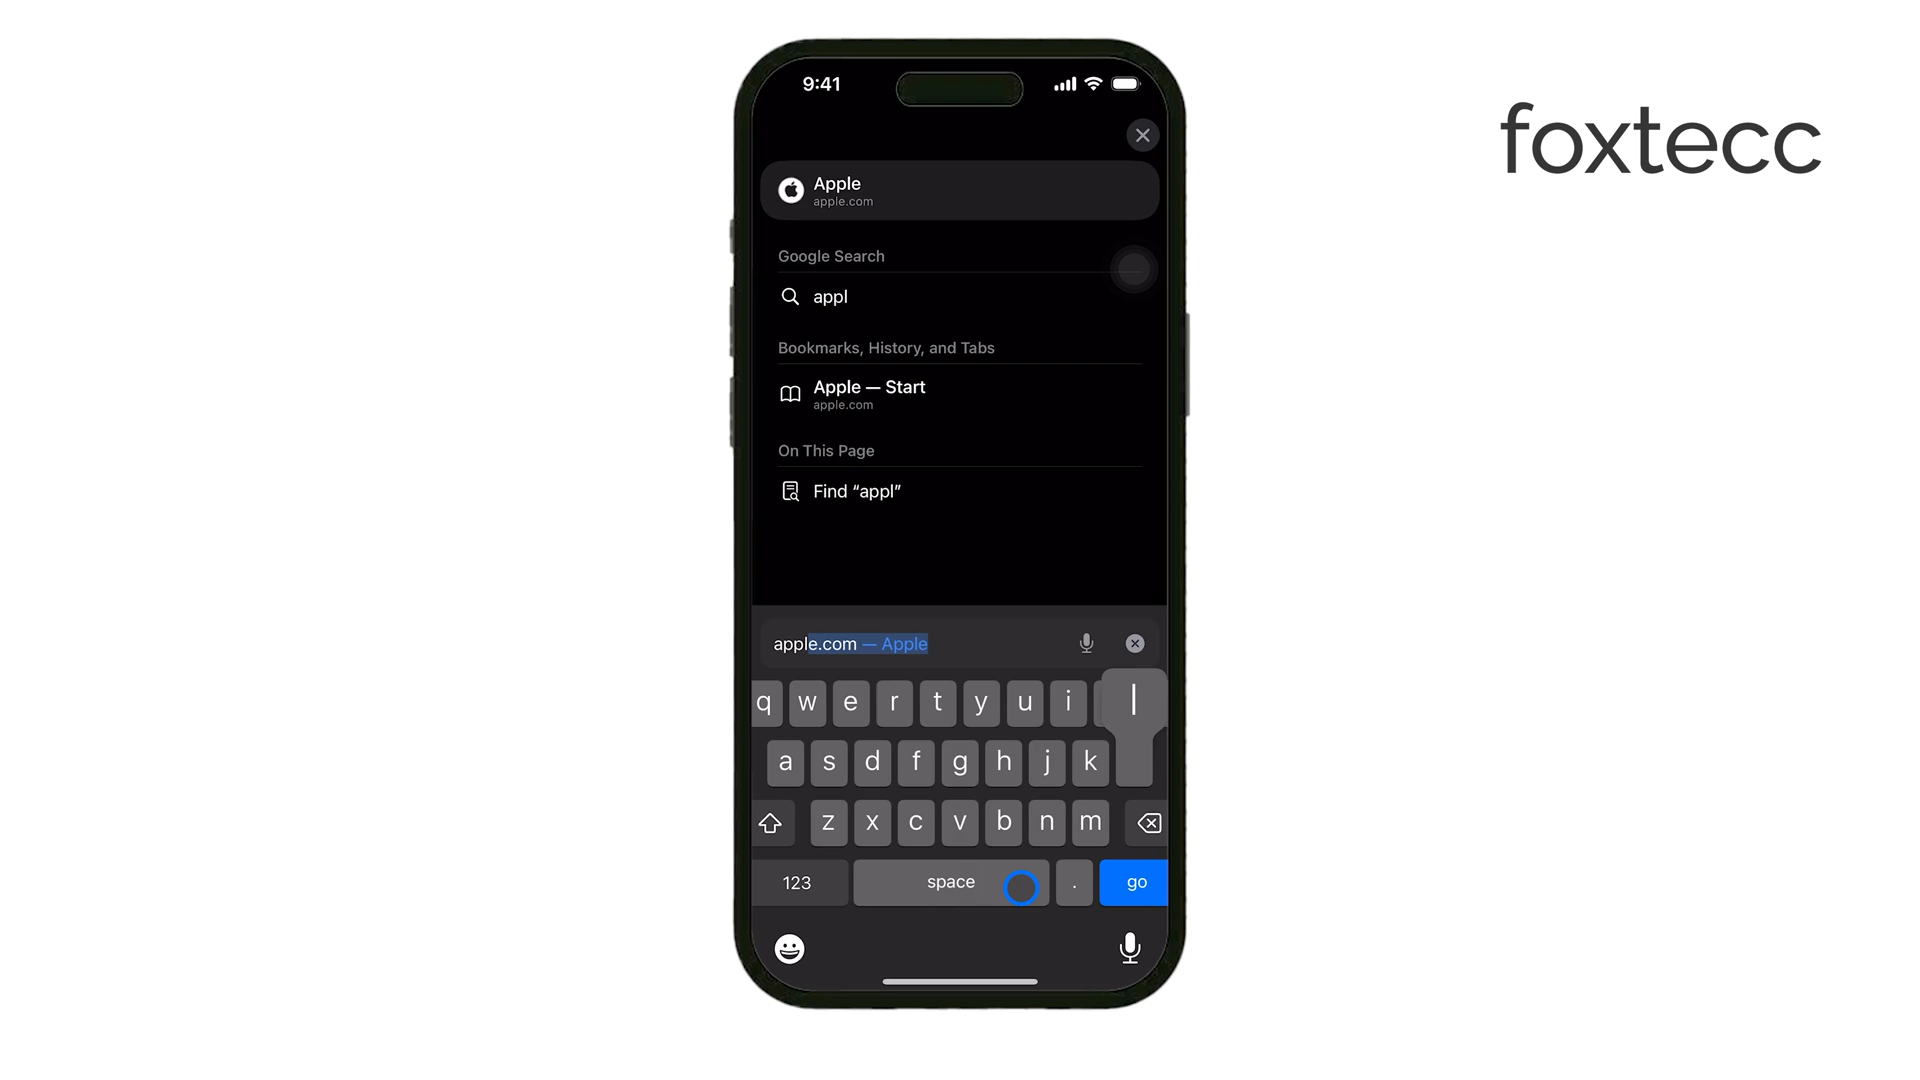 9:41
foxtecc
Apple
apple.com
Google Search
appl
Bookmarks, History, and Tabs
Apple — Start
apple.com
On This Page
Find “appl”
apple.com — Apple
q w e r t y u i l
a s d f g h j k
z x c v b n m
123 space . go